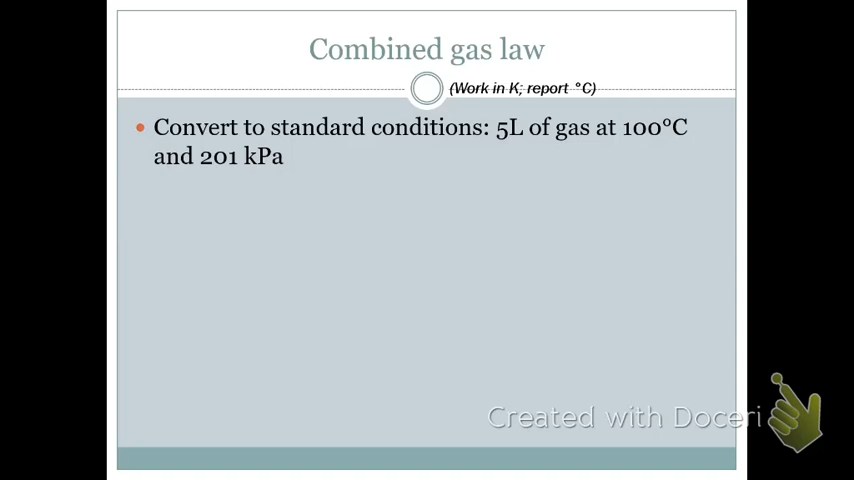 Combined gas law
(Work in K; report °C)
Convert to standard conditions: 5L of gas at 100°C
and 201 kPa
Created with Doceri